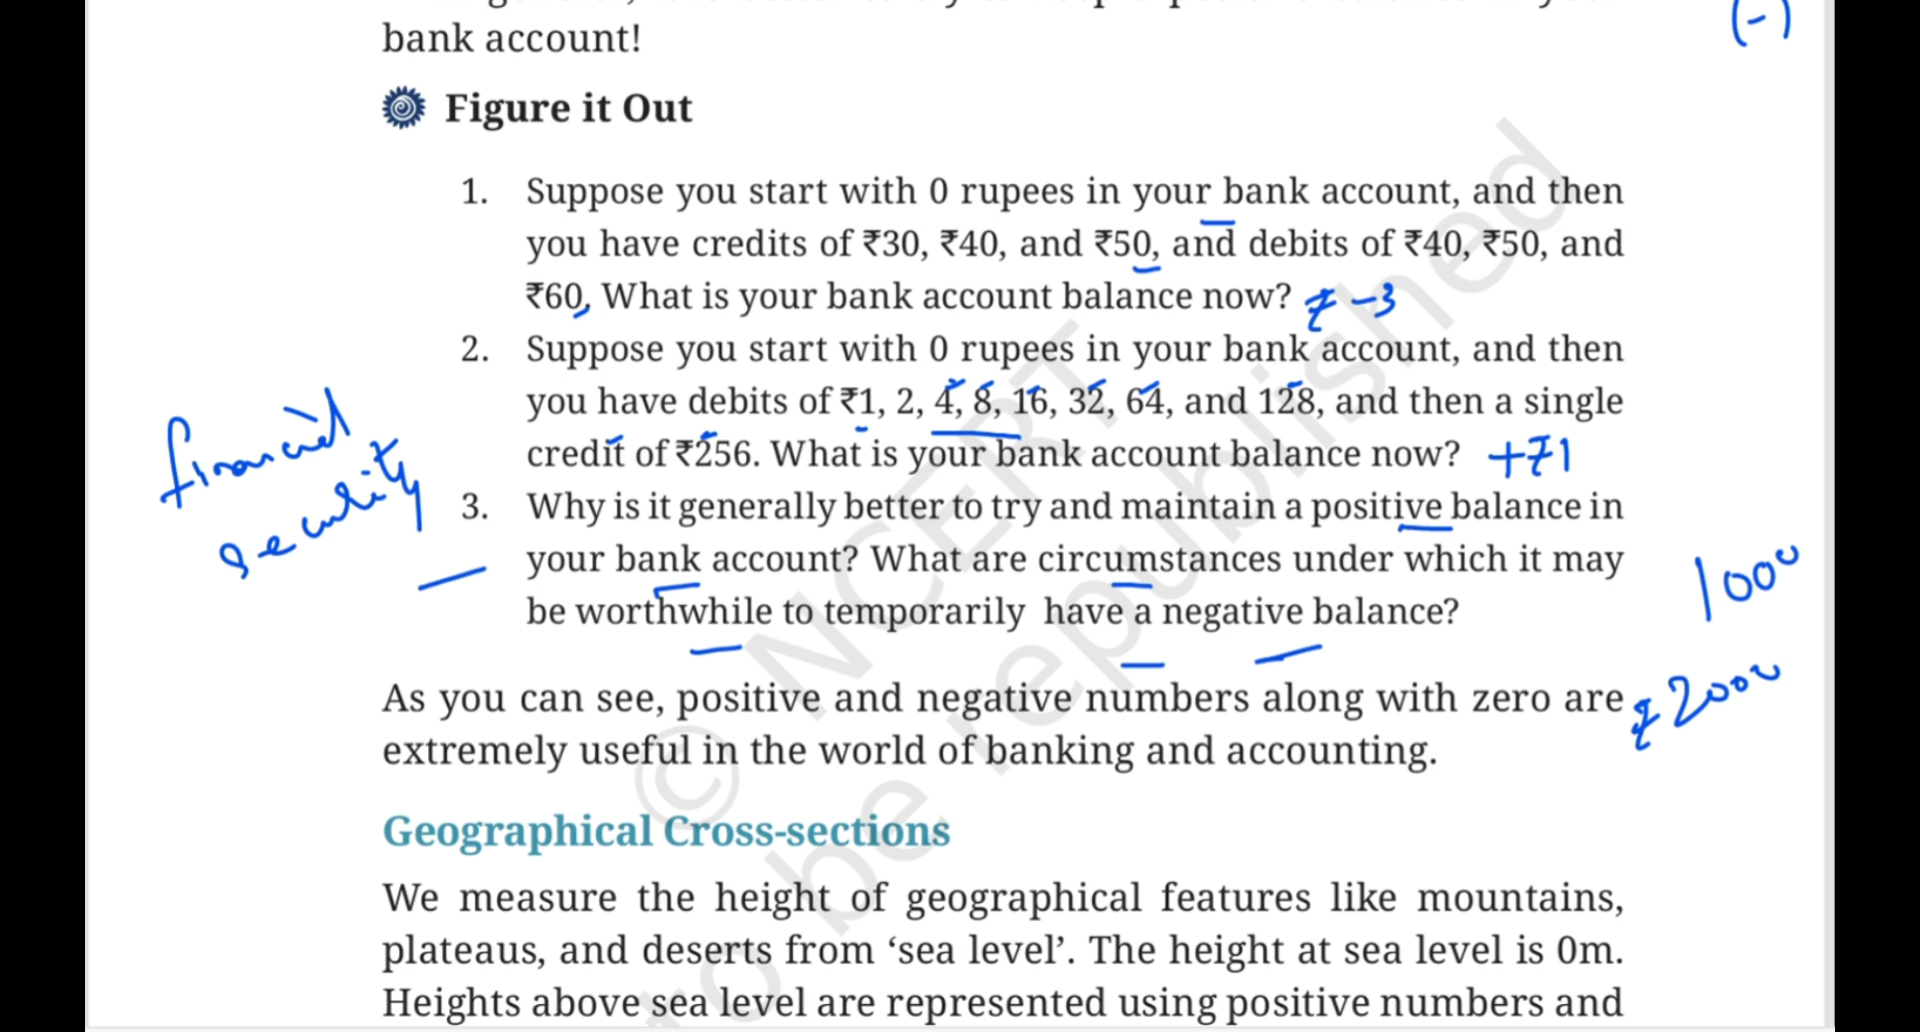 bank account!
(-)
Figure it Out
1. Suppose you start with 0 rupees in your bank account, and then
you have credits of ₹30, ₹40, and ₹50, and debits of ₹40, ₹50, and
₹60, What is your bank account balance now? ₹ -3
2. Suppose you start with 0 rupees in your bank account, and then
you have debits of ₹1, 2, 4, 8, 16, 32, 64, and 128, and then a single
credit of ₹256. What is your bank account balance now? +₹1
financial
security
3. Why is it generally better to try and maintain a positive balance in
your bank account? What are circumstances under which it may
be worthwhile to temporarily have a negative balance?
1000
₹2000
As you can see, positive and negative numbers along with zero are
extremely useful in the world of banking and accounting.
Geographical Cross-sections
We measure the height of geographical features like mountains,
plateaus, and deserts from ‘sea level’. The height at sea level is 0m.
Heights above sea level are represented using positive numbers and
© NCERT
to be republished